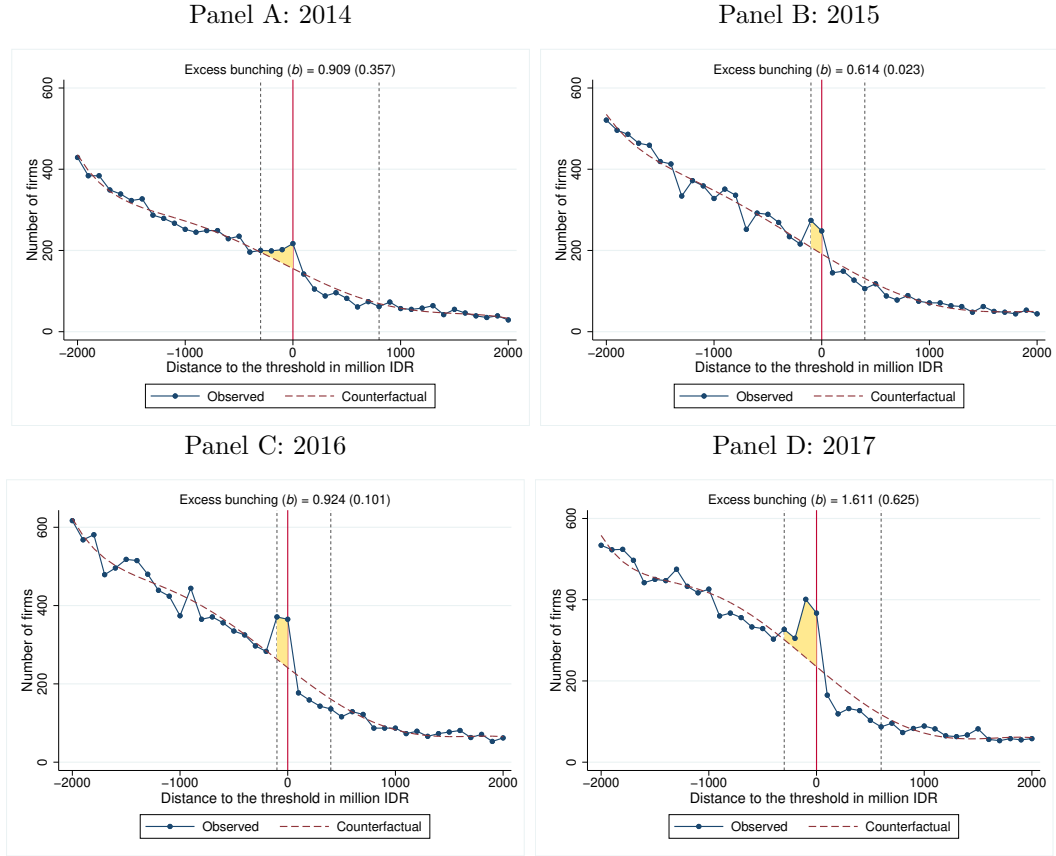 Panel A: 2014
Panel B: 2015
Excess bunching (b) = 0.909 (0.357)
Number of firms
0 200 400 600
−2000 −1000 0 1000 2000
Distance to the threshold in million IDR
Observed Counterfactual
Excess bunching (b) = 0.614 (0.023)
Number of firms
0 200 400 600
−2000 −1000 0 1000 2000
Distance to the threshold in million IDR
Observed Counterfactual
Panel C: 2016
Panel D: 2017
Excess bunching (b) = 0.924 (0.101)
Number of firms
0 200 400 600
−2000 −1000 0 1000 2000
Distance to the threshold in million IDR
Observed Counterfactual
Excess bunching (b) = 1.611 (0.625)
Number of firms
0 200 400 600
−2000 −1000 0 1000 2000
Distance to the threshold in million IDR
Observed Counterfactual